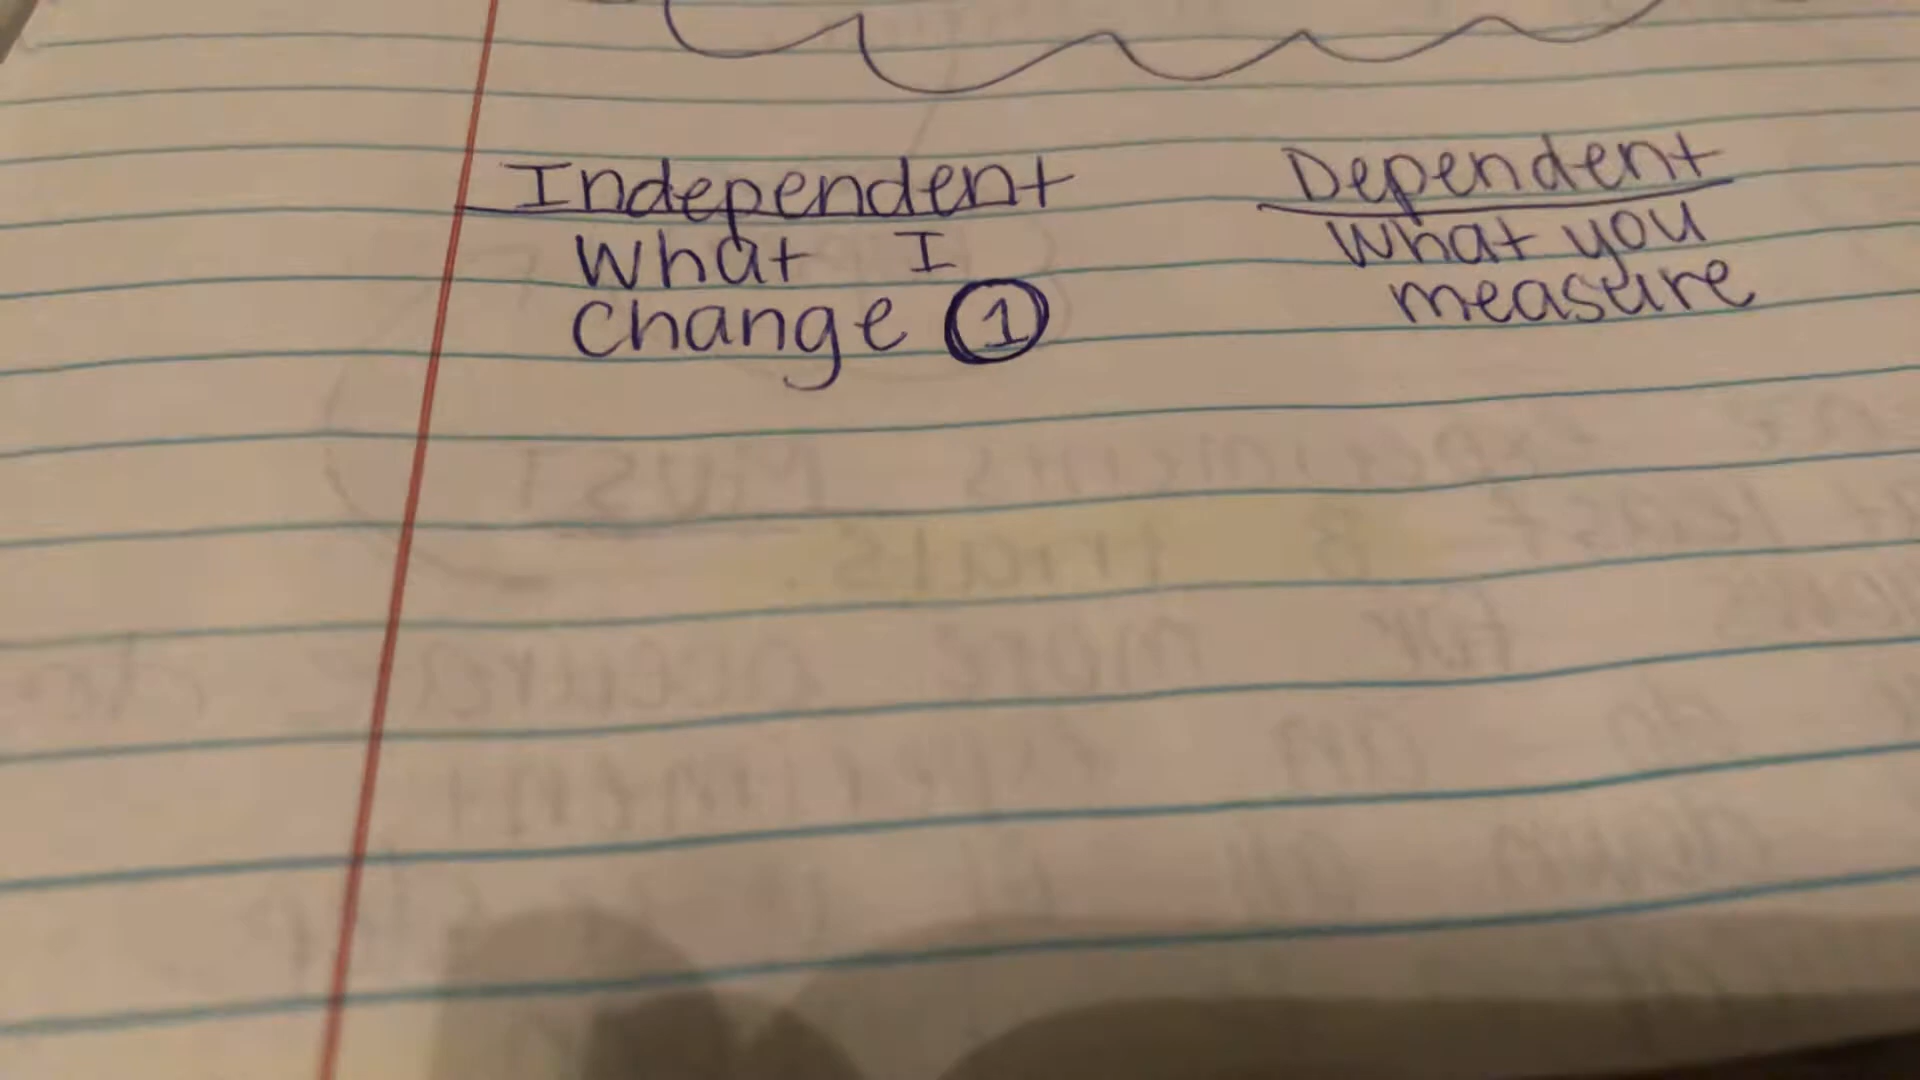 Independent
What I
Change 1
Dependent
What you
measure